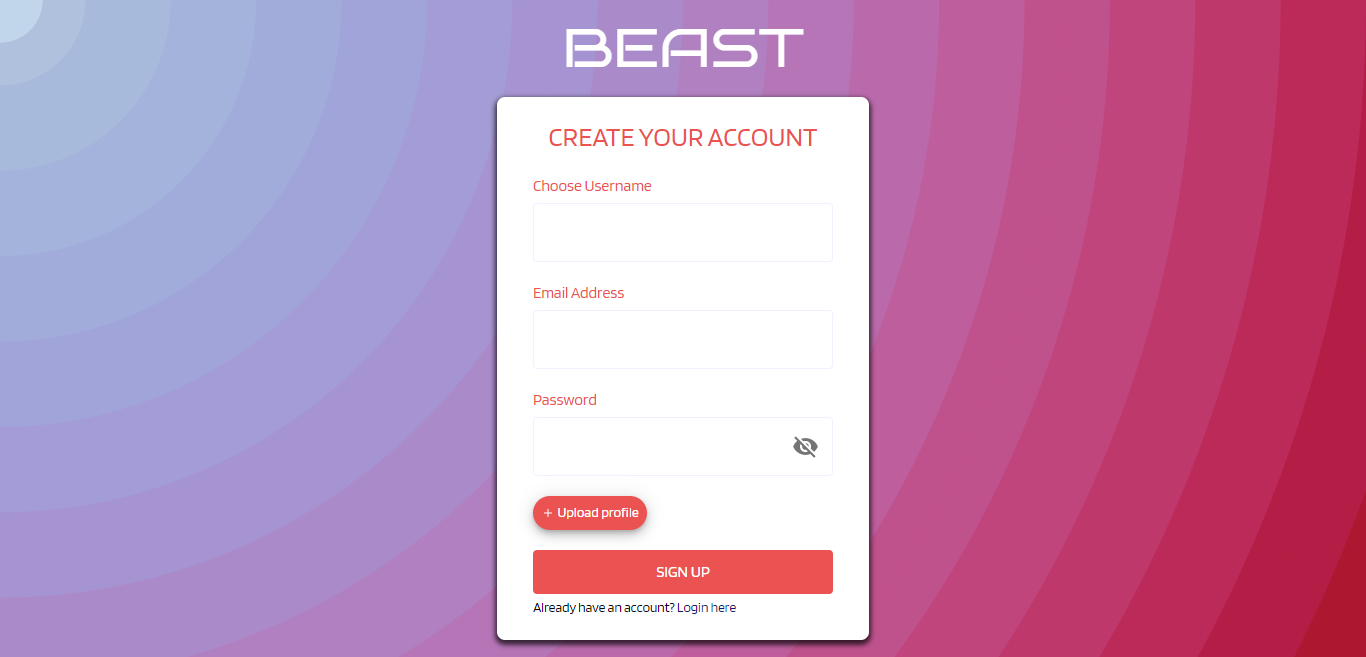 BEAST
CREATE YOUR ACCOUNT
Choose Username
Email Address
Password
+ Upload profile
SIGN UP
Already have an account? Login here